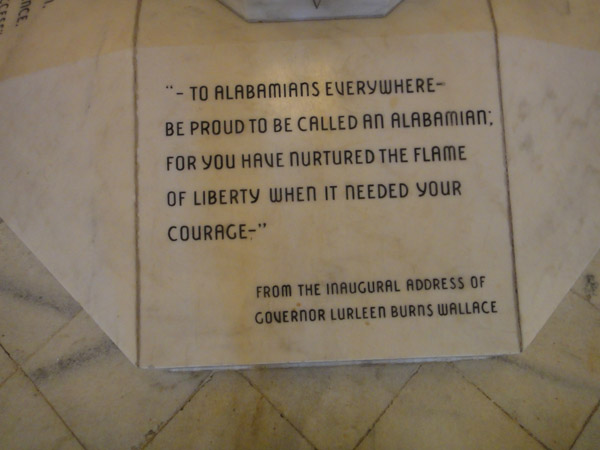 "- TO ALABAMIANS EVERYWHERE-
BE PROUD TO BE CALLED AN ALABAMIAN;
FOR YOU HAVE NURTURED THE FLAME
OF LIBERTY WHEN IT NEEDED YOUR
COURAGE-"
FROM THE INAUGURAL ADDRESS OF
GOVERNOR LURLEEN BURNS WALLACE